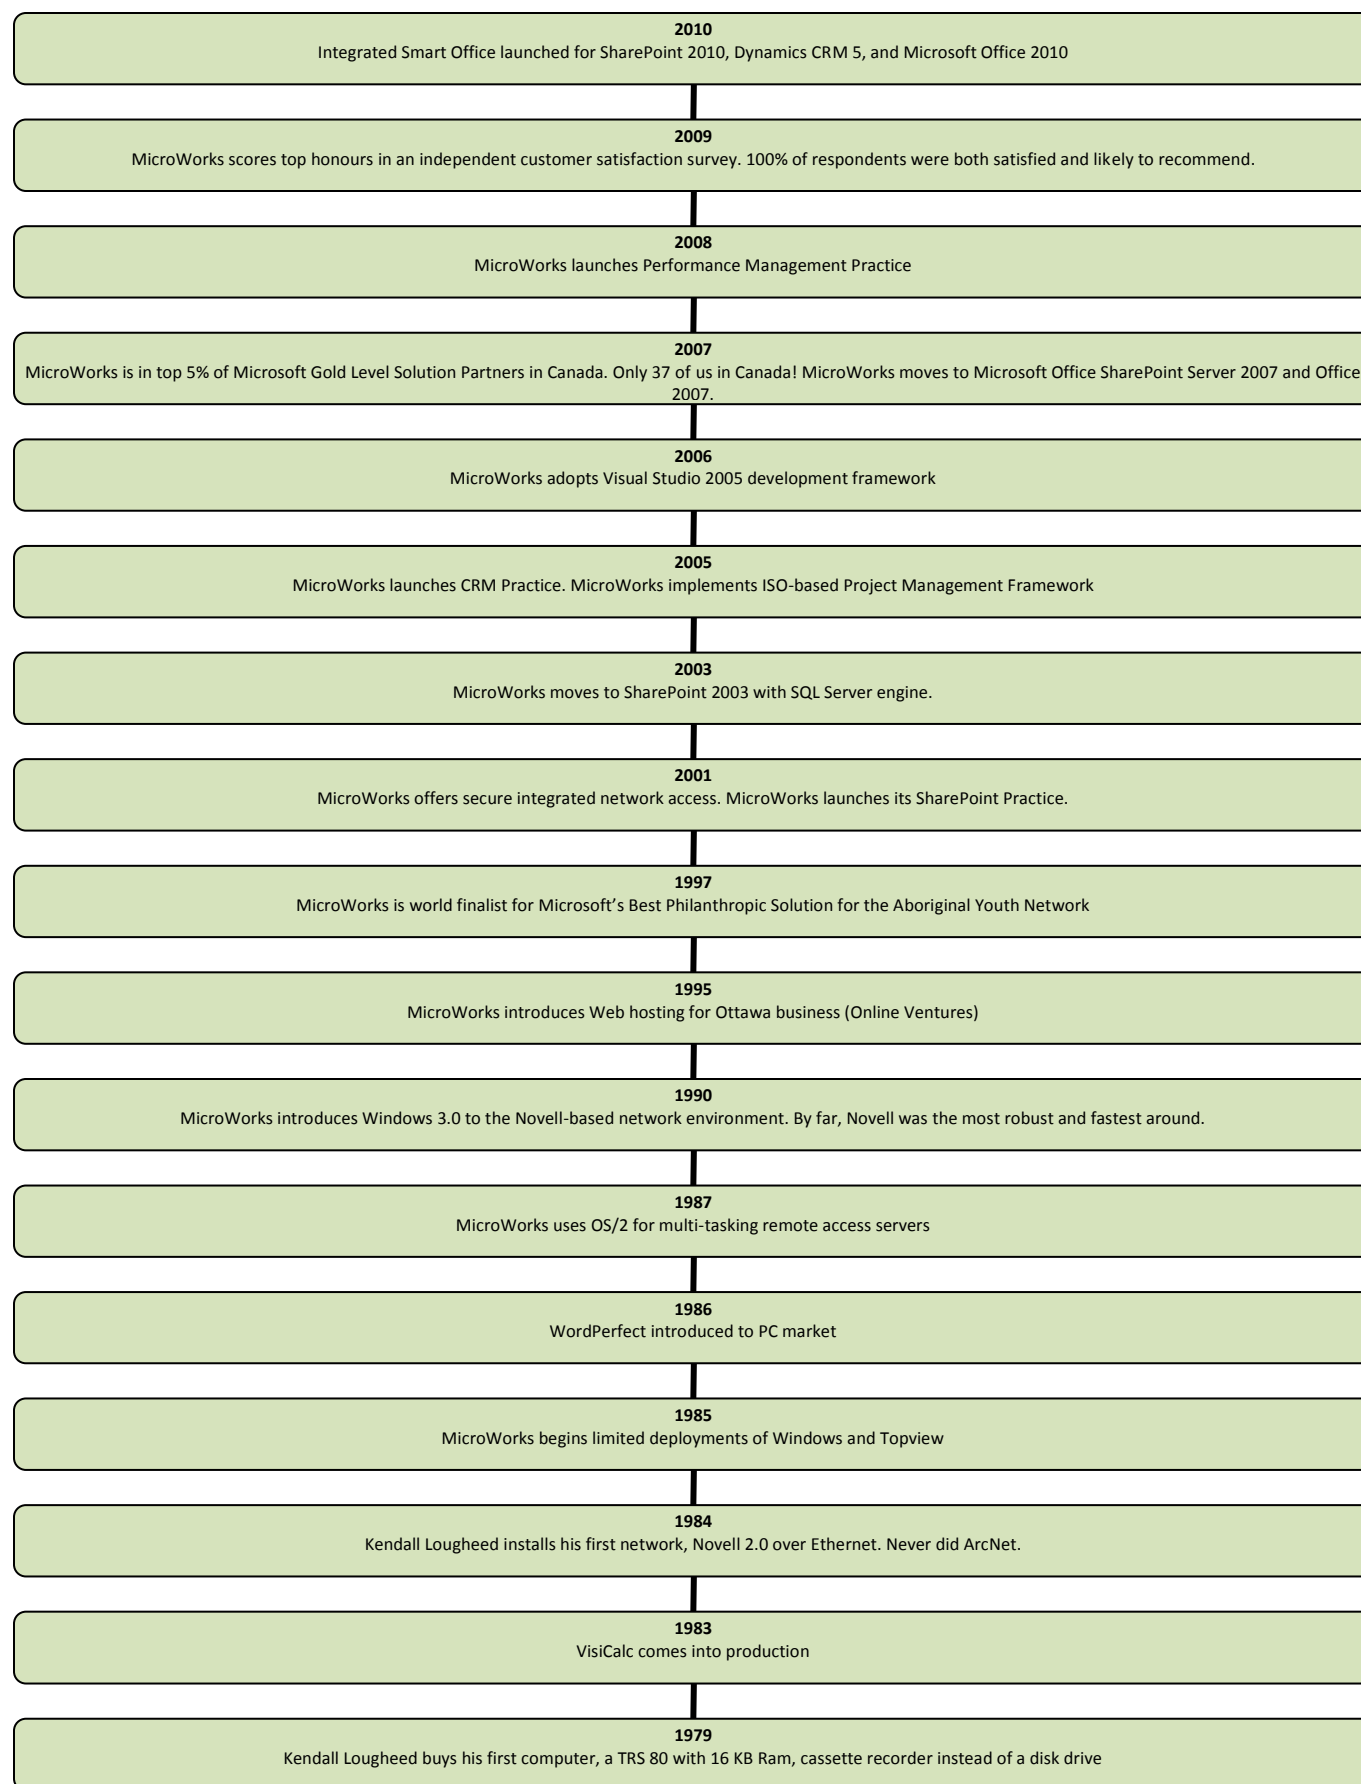 2010
Integrated Smart Office launched for SharePoint 2010, Dynamics CRM 5, and Microsoft Office 2010
2009
MicroWorks scores top honours in an independent customer satisfaction survey. 100% of respondents were both satisfied and likely to recommend.
2008
MicroWorks launches Performance Management Practice
2007
MicroWorks is in top 5% of Microsoft Gold Level Solution Partners in Canada. Only 37 of us in Canada! MicroWorks moves to Microsoft Office SharePoint Server 2007 and Office
2007.
2006
MicroWorks adopts Visual Studio 2005 development framework
2005
MicroWorks launches CRM Practice. MicroWorks implements ISO-based Project Management Framework
2003
MicroWorks moves to SharePoint 2003 with SQL Server engine.
2001
MicroWorks offers secure integrated network access. MicroWorks launches its SharePoint Practice.
1997
MicroWorks is world finalist for Microsoft’s Best Philanthropic Solution for the Aboriginal Youth Network
1995
MicroWorks introduces Web hosting for Ottawa business (Online Ventures)
1990
MicroWorks introduces Windows 3.0 to the Novell-based network environment. By far, Novell was the most robust and fastest around.
1987
MicroWorks uses OS/2 for multi-tasking remote access servers
1986
WordPerfect introduced to PC market
1985
MicroWorks begins limited deployments of Windows and Topview
1984
Kendall Lougheed installs his first network, Novell 2.0 over Ethernet. Never did ArcNet.
1983
VisiCalc comes into production
1979
Kendall Lougheed buys his first computer, a TRS 80 with 16 KB Ram, cassette recorder instead of a disk drive